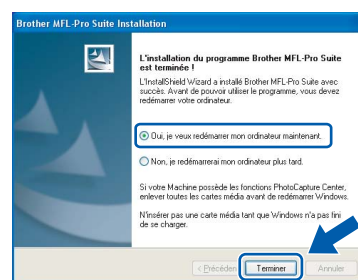 Brother MFL-Pro Suite Installation
L'installation du programme Brother MFL-Pro Suite
est terminée !
L'InstallShield Wizard a installé Brother MFL-Pro Suite avec
succès. Avant de pouvoir utiliser le programme, vous devez
redémarrer votre ordinateur.
Oui, je veux redémarrer mon ordinateur maintenant.
Non, je redémarrerai mon ordinateur plus tard.
Si votre Machine possède les fonctions PhotoCapture Center,
enlever toutes les cartes média avant de redémarrer Windows.
N'insérer pas une carte média tant que Windows n'a pas fini
de se charger.
< Précéden
Terminer
Annuler